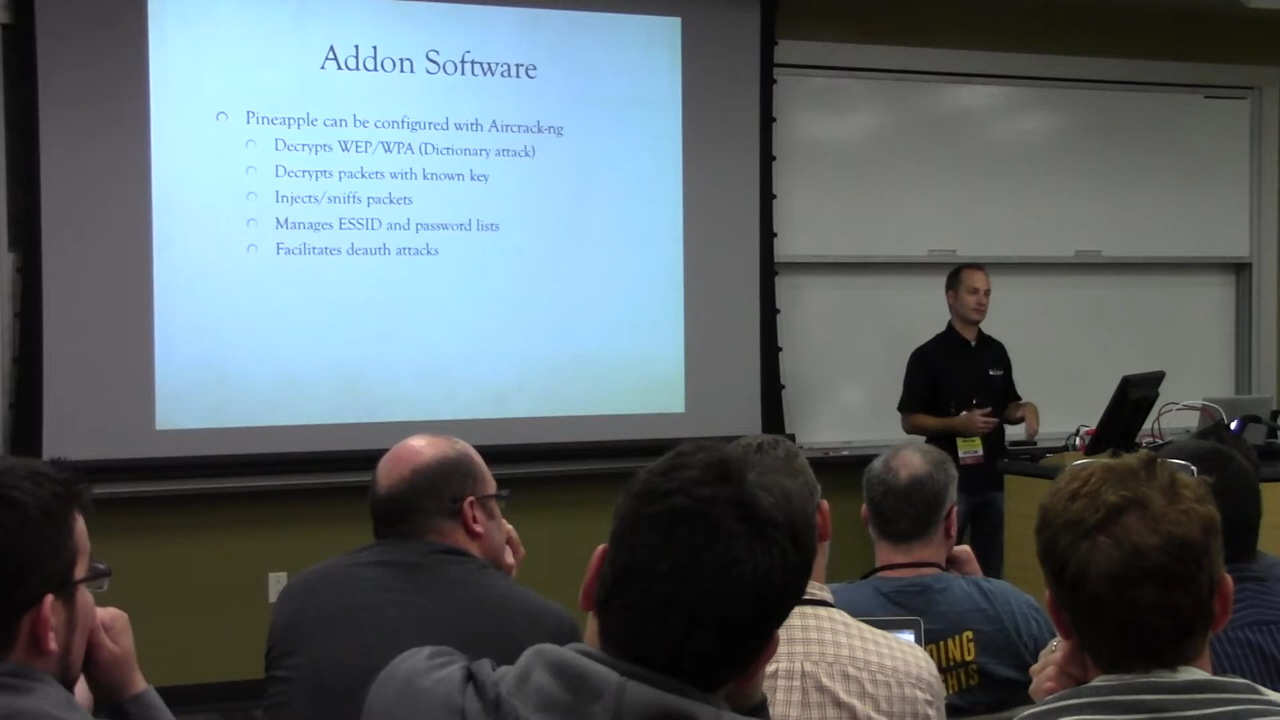 Addon Software
Pineapple can be configured with Aircrack-ng
Decrypts WEP/WPA (Dictionary attack)
Decrypts packets with known key
Injects/sniffs packets
Manages ESSID and password lists
Facilitates deauth attacks